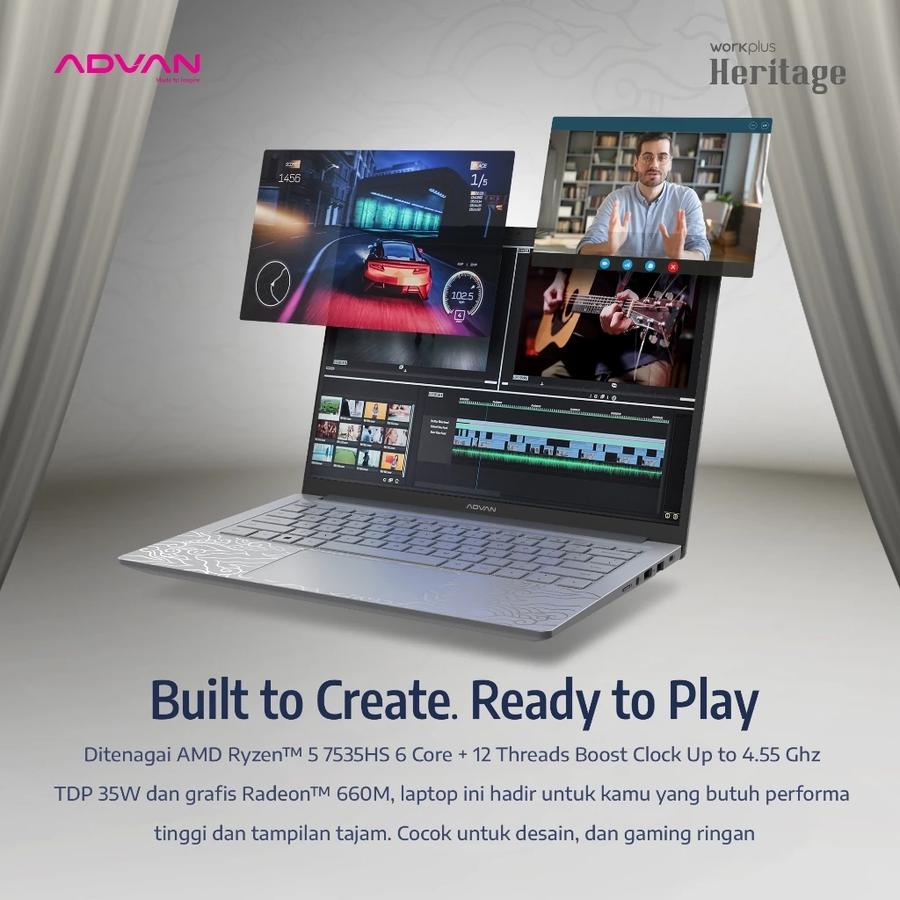 ADVAN
Made to Inspire
workplus
Heritage
1456
1/5
102.5
4
ADVAN
Built to Create. Ready to Play
Ditenagai AMD Ryzen™ 5 7535HS 6 Core + 12 Threads Boost Clock Up to 4.55 Ghz
TDP 35W dan grafis Radeon™ 660M, laptop ini hadir untuk kamu yang butuh performa
tinggi dan tampilan tajam. Cocok untuk desain, dan gaming ringan